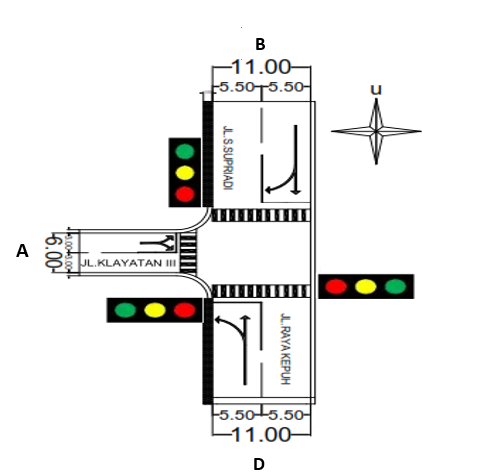 B
11.00
5.50 5.50
u
JL.S.SUPRIADI
A
6.00
JL.KLAYATAN III
JL.RAYA KEPUH
5.50 5.50
11.00
D